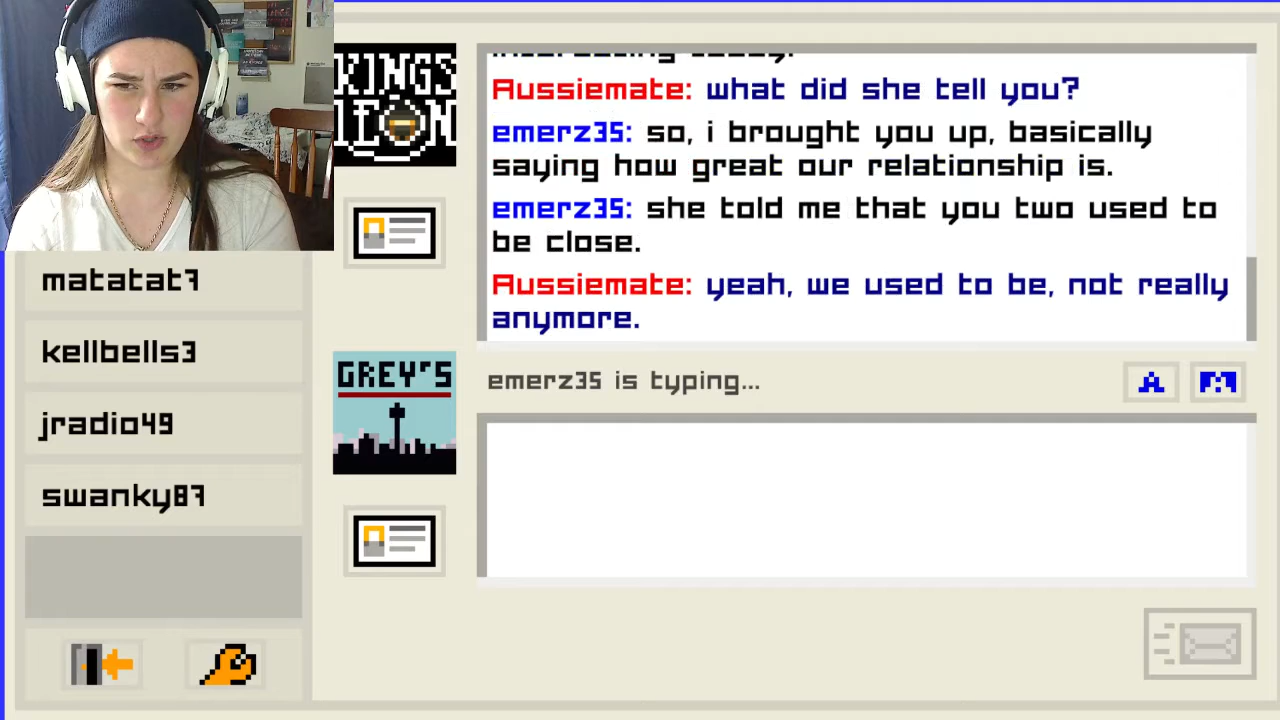 KINGS
LEON
Aussiemate: what did she tell you?
emerz35: so, i brought you up, basically
saying how great our relationship is.
emerz35: she told me that you two used to
be close.
Aussiemate: yeah, we used to be, not really
anymore.
matatat7
kellbells3
jradio49
swanky87
GREY'S
emerz35 is typing...
A